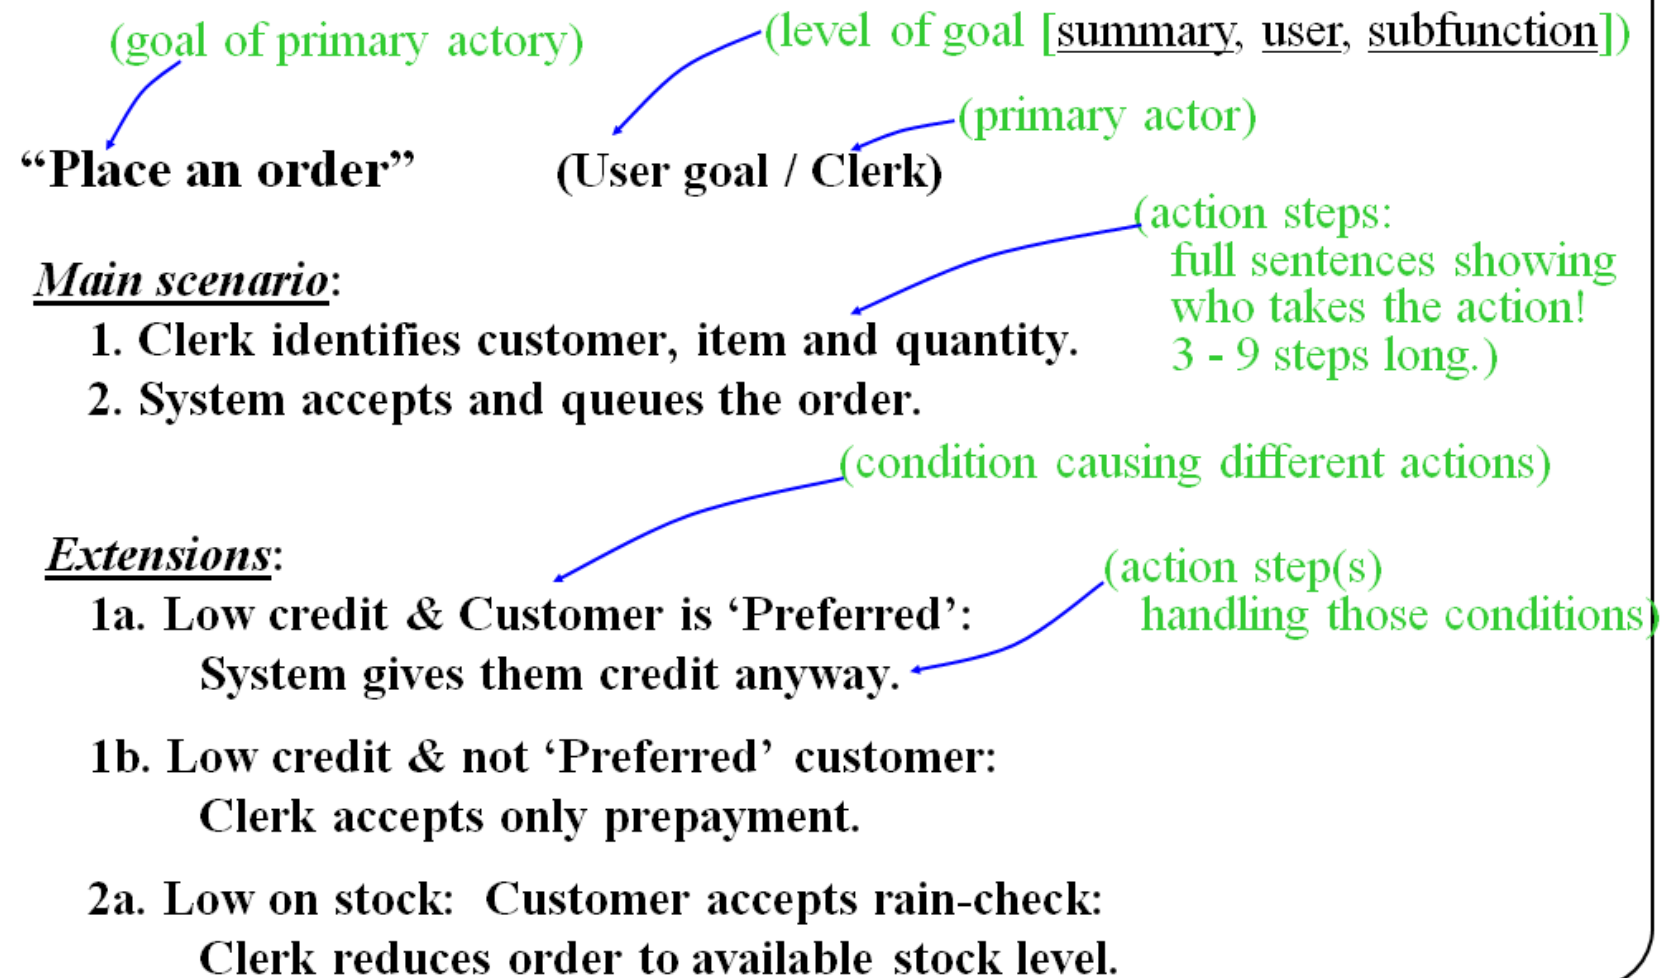 (goal of primary actory)
(level of goal [summary, user, subfunction])
(primary actor)
“Place an order” (User goal / Clerk)
(action steps:
full sentences showing
who takes the action!
3 - 9 steps long.)
Main scenario:
1. Clerk identifies customer, item and quantity.
2. System accepts and queues the order.
(condition causing different actions)
Extensions:
(action step(s)
handling those conditions)
1a. Low credit & Customer is ‘Preferred’:
System gives them credit anyway.
1b. Low credit & not ‘Preferred’ customer:
Clerk accepts only prepayment.
2a. Low on stock: Customer accepts rain-check:
Clerk reduces order to available stock level.